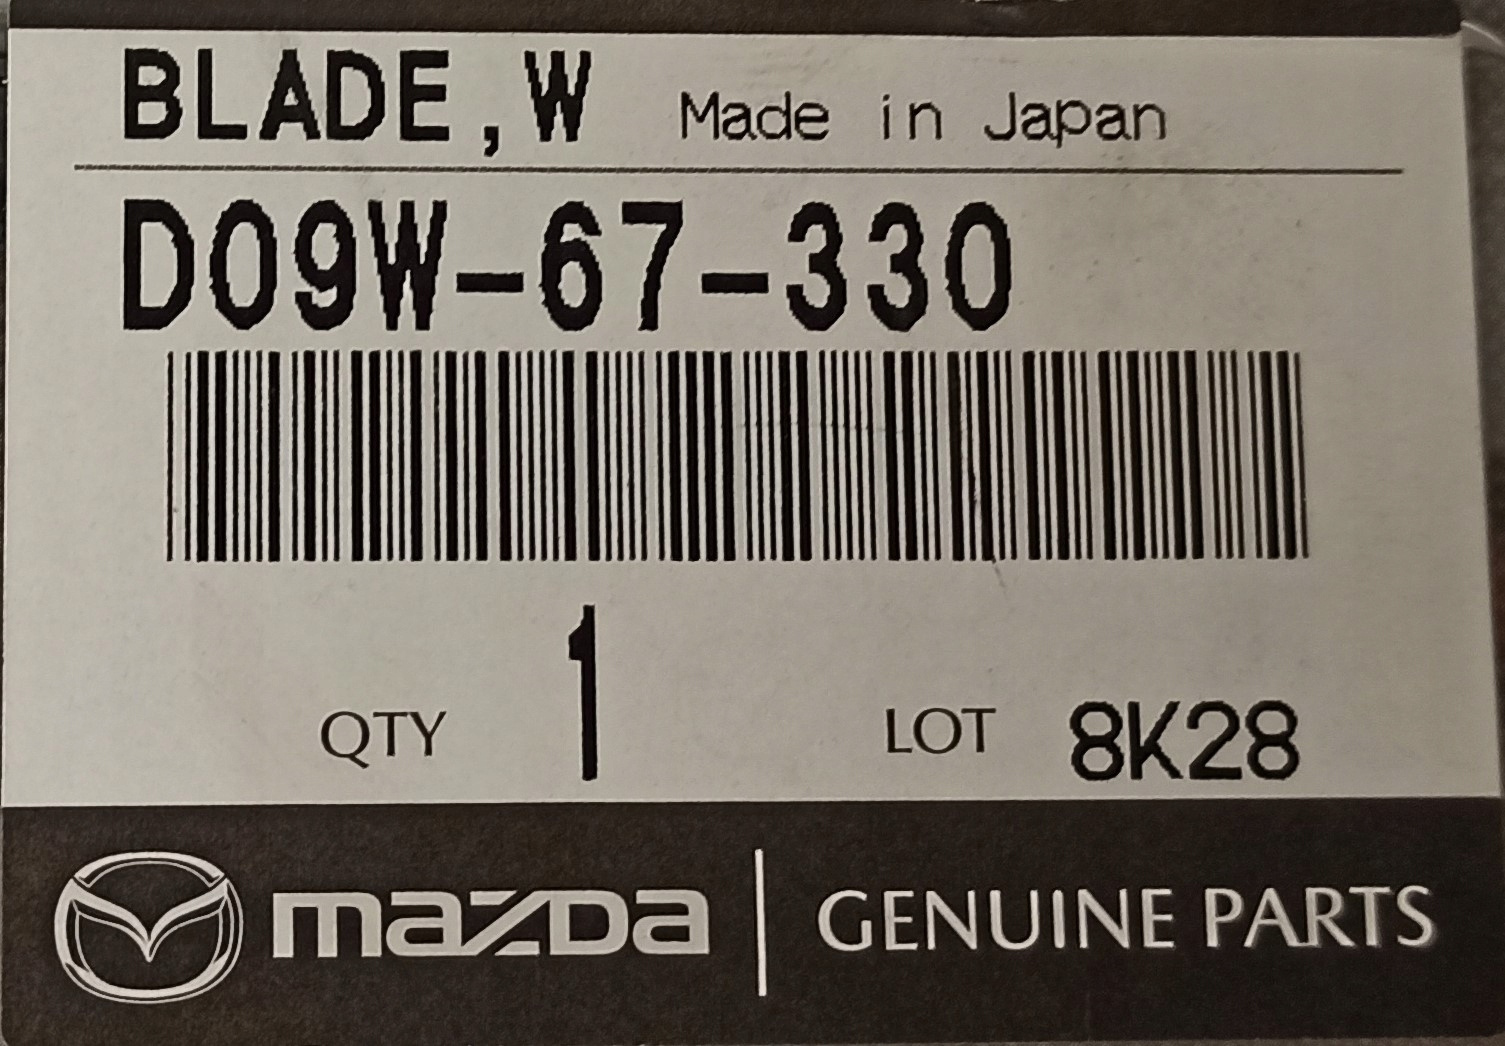 BLADE,W Made in Japan
D09W-67-330
QTY 1 LOT 8K28
mazda | GENUINE PARTS